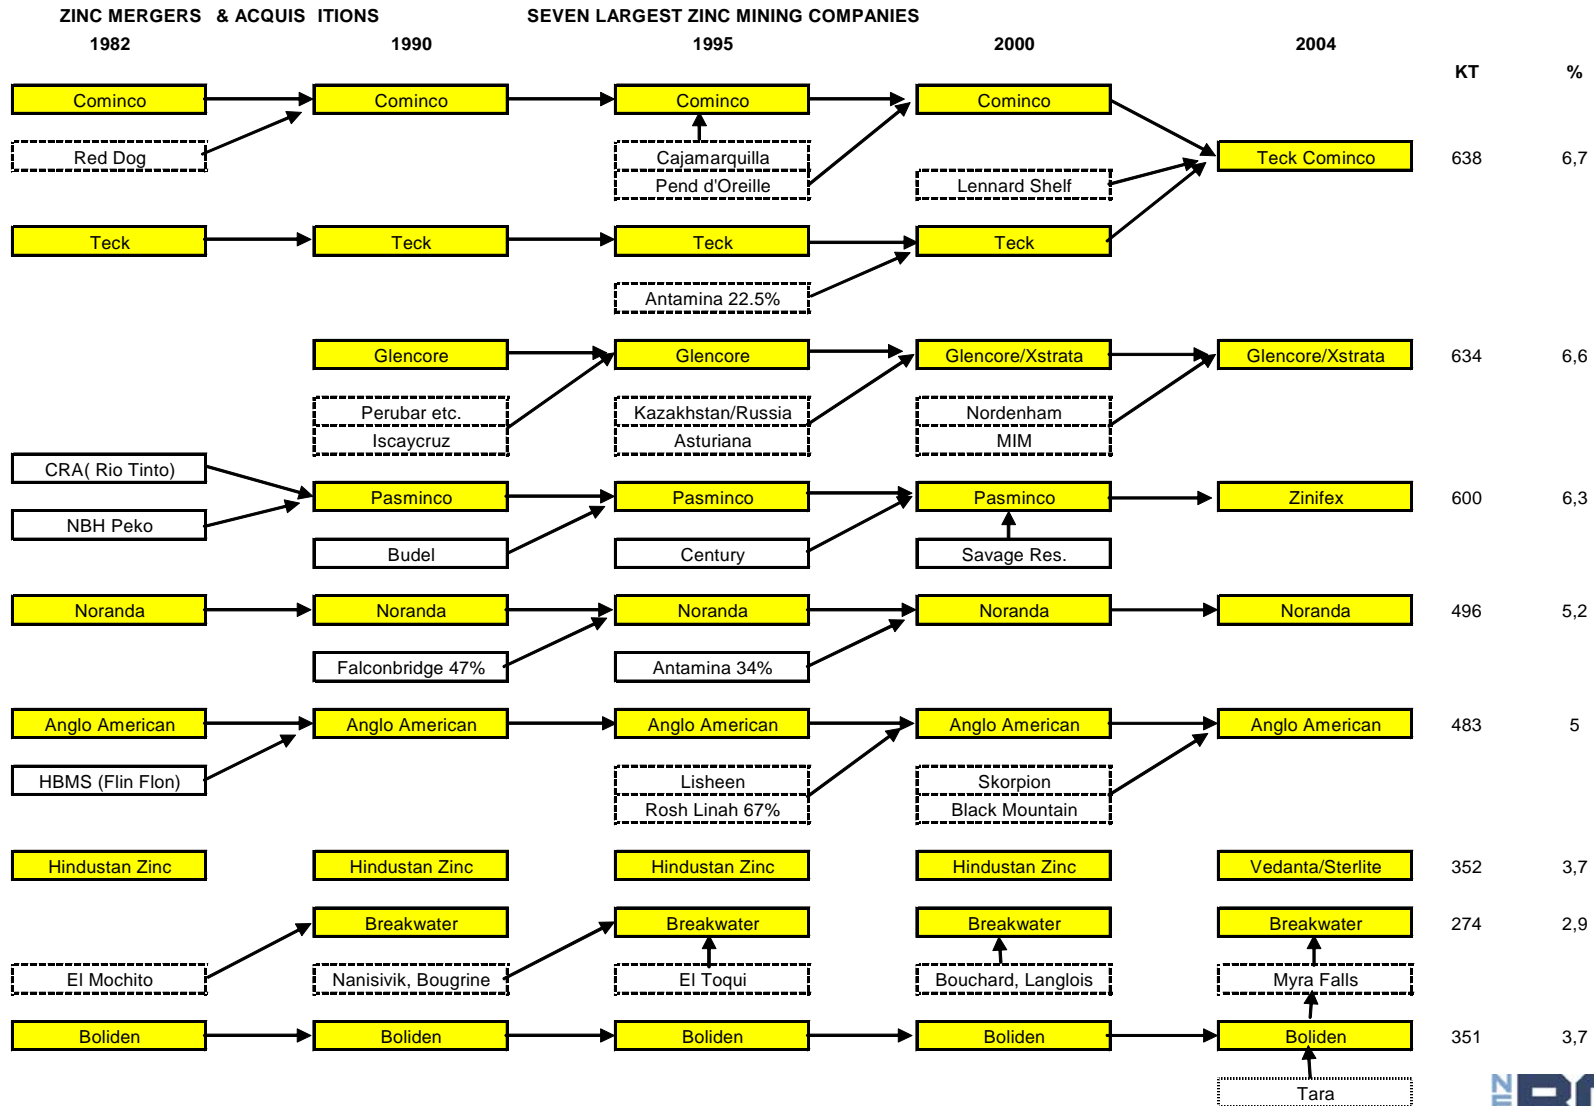 ZINC MERGERS & ACQUIS ITIONS SEVEN LARGEST ZINC MINING COMPANIES
1982 1990 1995 2000 2004
KT %
Cominco Cominco Cominco Cominco
Red Dog Cajamarquilla Teck Cominco 638 6,7
Pend d'Oreille Lennard Shelf
Teck Teck Teck Teck
Antamina 22.5%
Glencore Glencore Glencore/Xstrata Glencore/Xstrata 634 6,6
Perubar etc. Kazakhstan/Russia Nordenham
Iscaycruz Asturiana MIM
CRA( Rio Tinto)
Pasminco Pasminco Pasminco Zinifex 600 6,3
NBH Peko
Budel Century Savage Res.
Noranda Noranda Noranda Noranda Noranda 496 5,2
Falconbridge 47% Antamina 34%
Anglo American Anglo American Anglo American Anglo American Anglo American 483 5
HBMS (Flin Flon) Lisheen Skorpion
Rosh Linah 67% Black Mountain
Hindustan Zinc Hindustan Zinc Hindustan Zinc Hindustan Zinc Vedanta/Sterlite 352 3,7
Breakwater Breakwater Breakwater Breakwater 274 2,9
El Mochito Nanisivik, Bougrine El Toqui Bouchard, Langlois Myra Falls
Boliden Boliden Boliden Boliden Boliden 351 3,7
Tara